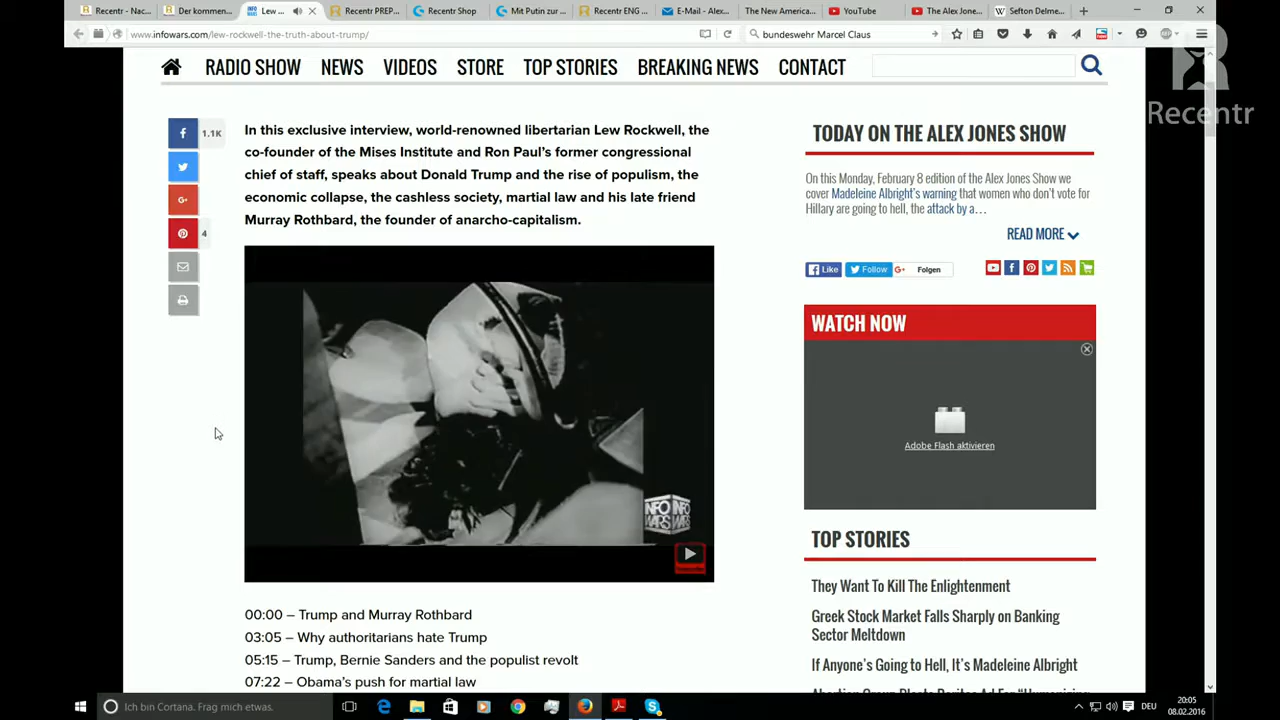 Recentr - Nac...
Der kommen...
Lew ...
Recentr PREP...
Recentr Shop
Mit Putin zur ...
Recentr ENG ...
E-Mail - Alex...
The New America...
YouTube
The Alex Jone...
Sefton Delme...
www.infowars.com/lew-rockwell-the-truth-about-trump/
bundeswehr Marcel Claus
Recentr
RADIO SHOW
NEWS
VIDEOS
STORE
TOP STORIES
BREAKING NEWS
CONTACT
1.1K
4
In this exclusive interview, world-renowned libertarian Lew Rockwell, the
co-founder of the Mises Institute and Ron Paul's former congressional
chief of staff, speaks about Donald Trump and the rise of populism, the
economic collapse, the cashless society, martial law and his late friend
Murray Rothbard, the founder of anarcho-capitalism.
INFO WARS
INFO WARS
00:00 – Trump and Murray Rothbard
03:05 – Why authoritarians hate Trump
05:15 – Trump, Bernie Sanders and the populist revolt
07:22 – Obama's push for martial law
TODAY ON THE ALEX JONES SHOW
On this Monday, February 8 edition of the Alex Jones Show we
cover Madeleine Albright's warning that women who don't vote for
Hillary are going to hell, the attack by a…
READ MORE
Like
Follow
Folgen
WATCH NOW
Adobe Flash aktivieren
TOP STORIES
They Want To Kill The Enlightenment
Greek Stock Market Falls Sharply on Banking
Sector Meltdown
If Anyone's Going to Hell, It's Madeleine Albright
Ich bin Cortana. Frag mich etwas.
DEU
20:05
08.02.2016